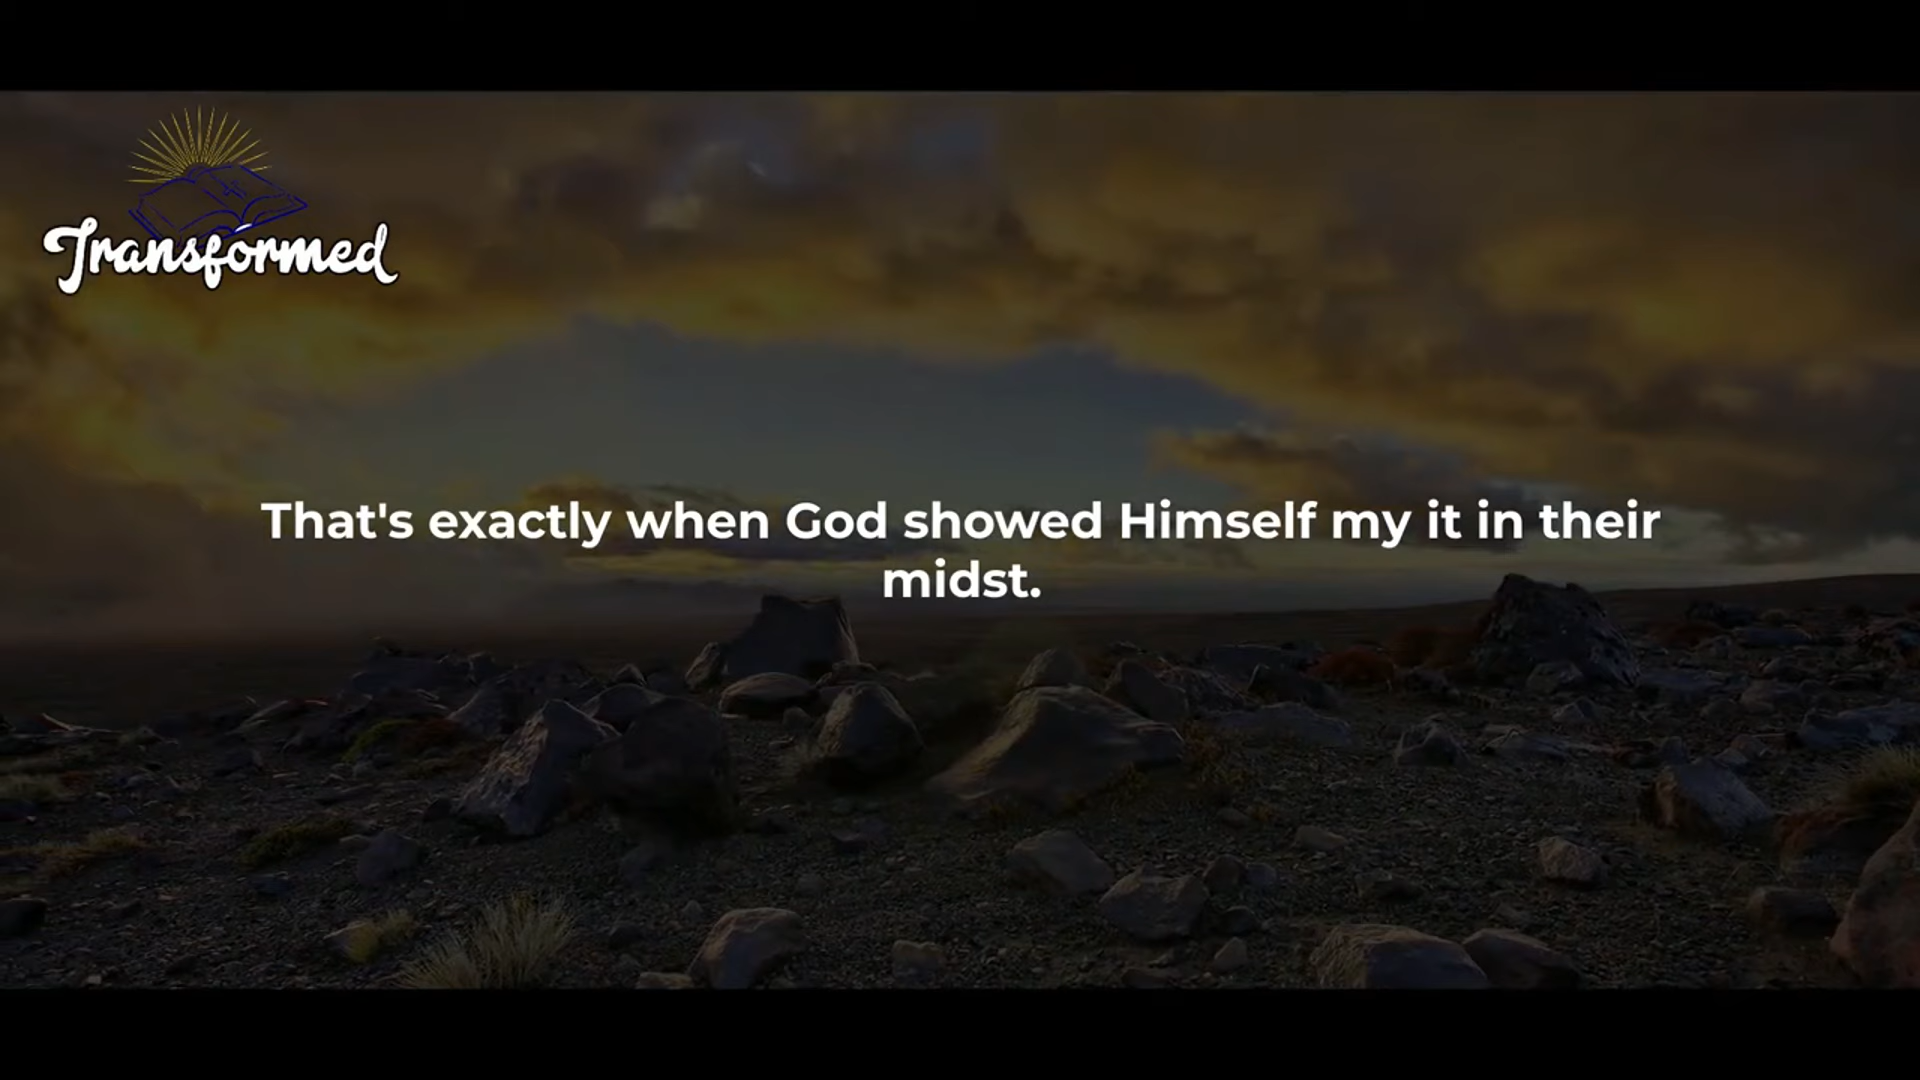 Transformed
That's exactly when God showed Himself my it in their
midst.